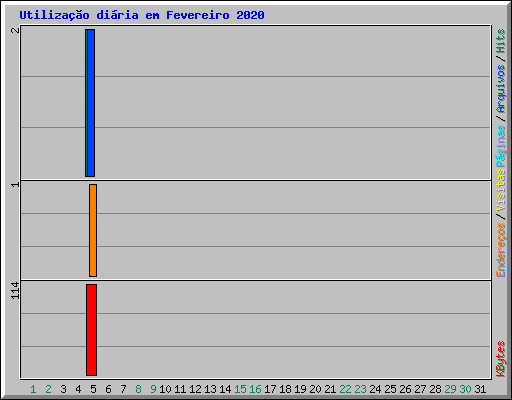 Utilização diária em Fevereiro 2020
2
1
114
Endereços / Visitas Páginas / Arquivos / Hits
KBytes
1 2 3 4 5 6 7 8 9 10 11 12 13 14 15 16 17 18 19 20 21 22 23 24 25 26 27 28 29 30 31